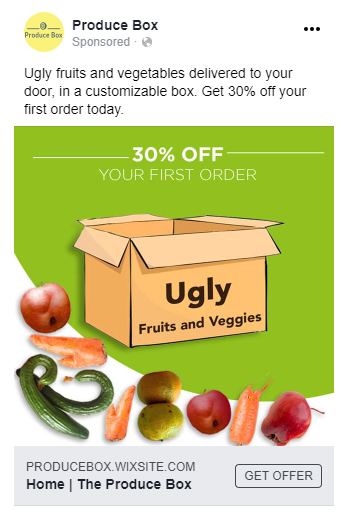 Produce Box
Produce Box
Sponsored ·
Ugly fruits and vegetables delivered to your
door, in a customizable box. Get 30% off your
first order today.
30% OFF
YOUR FIRST ORDER
Ugly
Fruits and Veggies
PRODUCEBOX.WIXSITE.COM
Home | The Produce Box
GET OFFER